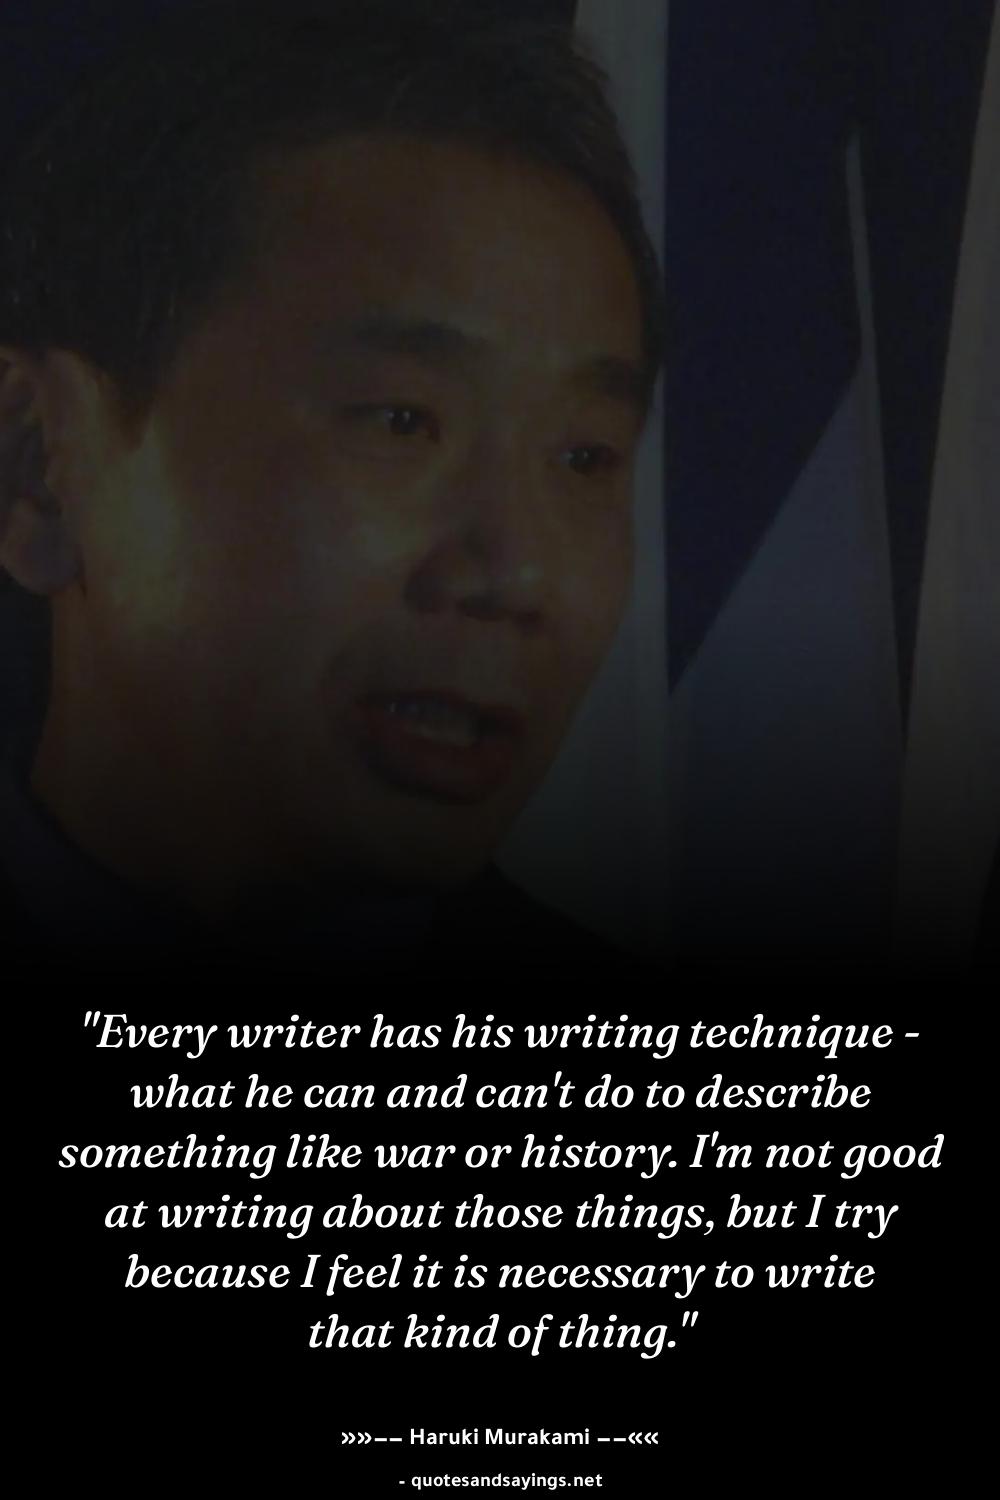 "Every writer has his writing technique -
what he can and can't do to describe
something like war or history. I'm not good
at writing about those things, but I try
because I feel it is necessary to write
that kind of thing."
»»−− Haruki Murakami −−««
- quotesandsayings.net